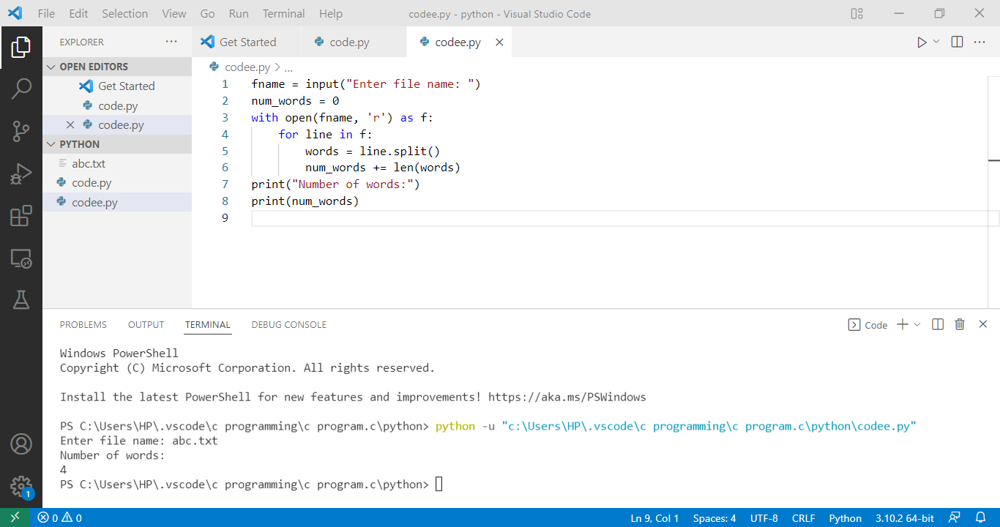 File Edit Selection View Go Run Terminal Help codee.py - python - Visual Studio Code
EXPLORER ... Get Started code.py codee.py
OPEN EDITORS
Get Started
code.py
codee.py
PYTHON
abc.txt
code.py
codee.py
codee.py > ...
1 fname = input("Enter file name: ")
2 num_words = 0
3 with open(fname, 'r') as f:
4 for line in f:
5 words = line.split()
6 num_words += len(words)
7 print("Number of words:")
8 print(num_words)
9
PROBLEMS OUTPUT TERMINAL DEBUG CONSOLE Code
Windows PowerShell
Copyright (C) Microsoft Corporation. All rights reserved.
Install the latest PowerShell for new features and improvements! https://aka.ms/PSWindows
PS C:\Users\HP\.vscode\c programming\c program.c\python> python -u "c:\Users\HP\.vscode\c programming\c program.c\python\codee.py"
Enter file name: abc.txt
Number of words:
4
PS C:\Users\HP\.vscode\c programming\c program.c\python>
1
0 0 Ln 9, Col 1 Spaces: 4 UTF-8 CRLF Python 3.10.2 64-bit